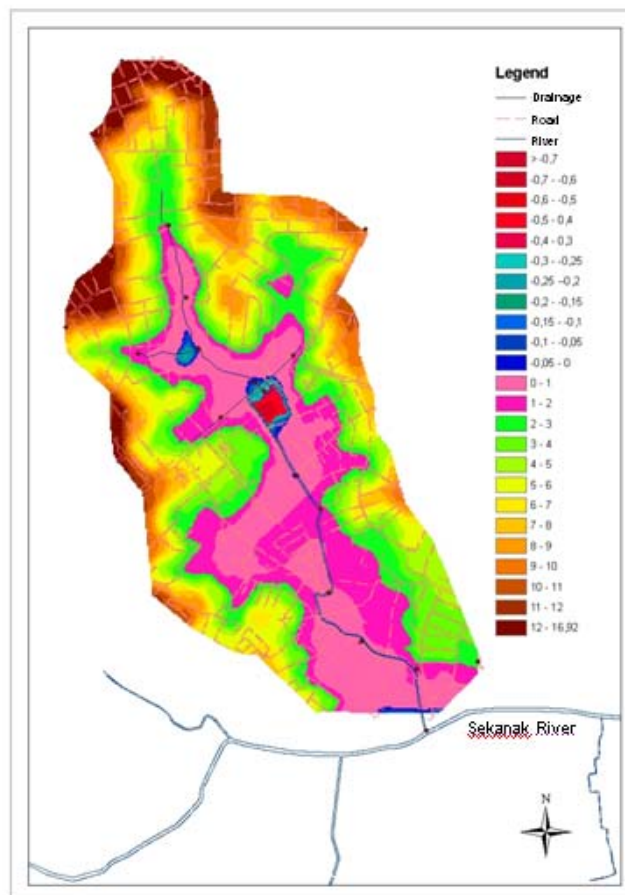 Legend
Drainage
Road
River
> -0,7
-0,7 - -0,6
-0,6 - -0,5
-0,5 - 0,4
-0,4 - 0,3
-0,3 - -0,25
-0,25 - -0,2
-0,2 - -0,15
-0,15 - -0,1
-0,1 - -0,05
-0,05 - 0
0 - 1
1 - 2
2 - 3
3 - 4
4 - 5
5 - 6
6 - 7
7 - 8
8 - 9
9 - 10
10 - 11
11 - 12
12 - 16,92
Sekanak River
N